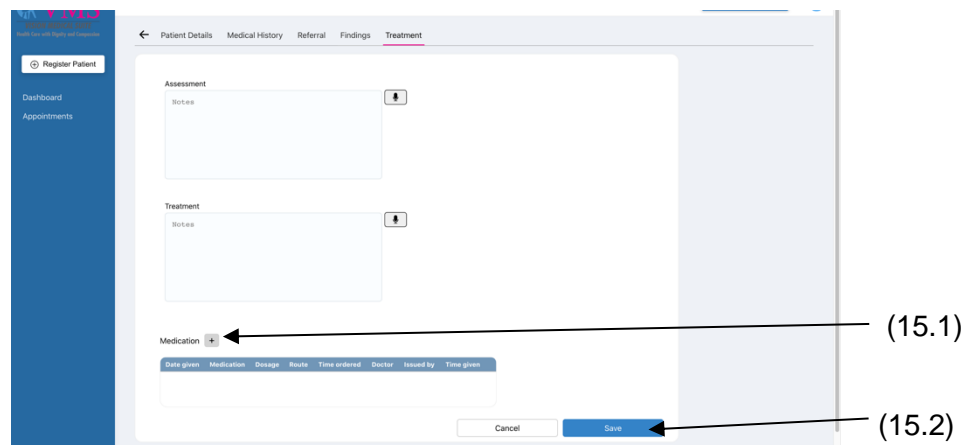 VMS
Health Care with Dignity and Compassion
Register Patient
Dashboard
Appointments
Patient Details Medical History Referral Findings Treatment
Assessment
Notes
Treatment
Notes
Medication +
Date given Medication Dosage Route Time ordered Doctor Issued by Time given
Cancel Save
(15.1)
(15.2)